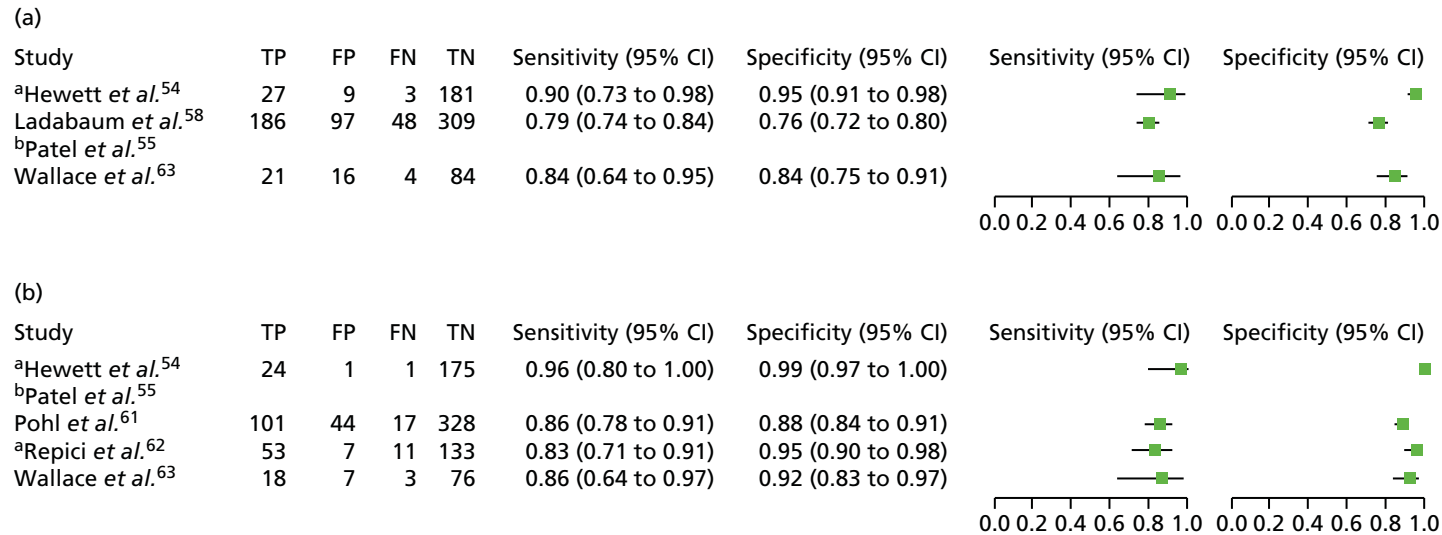 (a)
Study TP FP FN TN Sensitivity (95% CI) Specificity (95% CI) Sensitivity (95% CI) Specificity (95% CI)
aHewett et al.54 27 9 3 181 0.90 (0.73 to 0.98) 0.95 (0.91 to 0.98)
Ladabaum et al.58 186 97 48 309 0.79 (0.74 to 0.84) 0.76 (0.72 to 0.80)
bPatel et al.55
Wallace et al.63 21 16 4 84 0.84 (0.64 to 0.95) 0.84 (0.75 to 0.91)
0.0 0.2 0.4 0.6 0.8 1.0 0.0 0.2 0.4 0.6 0.8 1.0
(b)
Study TP FP FN TN Sensitivity (95% CI) Specificity (95% CI) Sensitivity (95% CI) Specificity (95% CI)
aHewett et al.54 24 1 1 175 0.96 (0.80 to 1.00) 0.99 (0.97 to 1.00)
bPatel et al.55
Pohl et al.61 101 44 17 328 0.86 (0.78 to 0.91) 0.88 (0.84 to 0.91)
aRepici et al.62 53 7 11 133 0.83 (0.71 to 0.91) 0.95 (0.90 to 0.98)
Wallace et al.63 18 7 3 76 0.86 (0.64 to 0.97) 0.92 (0.83 to 0.97)
0.0 0.2 0.4 0.6 0.8 1.0 0.0 0.2 0.4 0.6 0.8 1.0